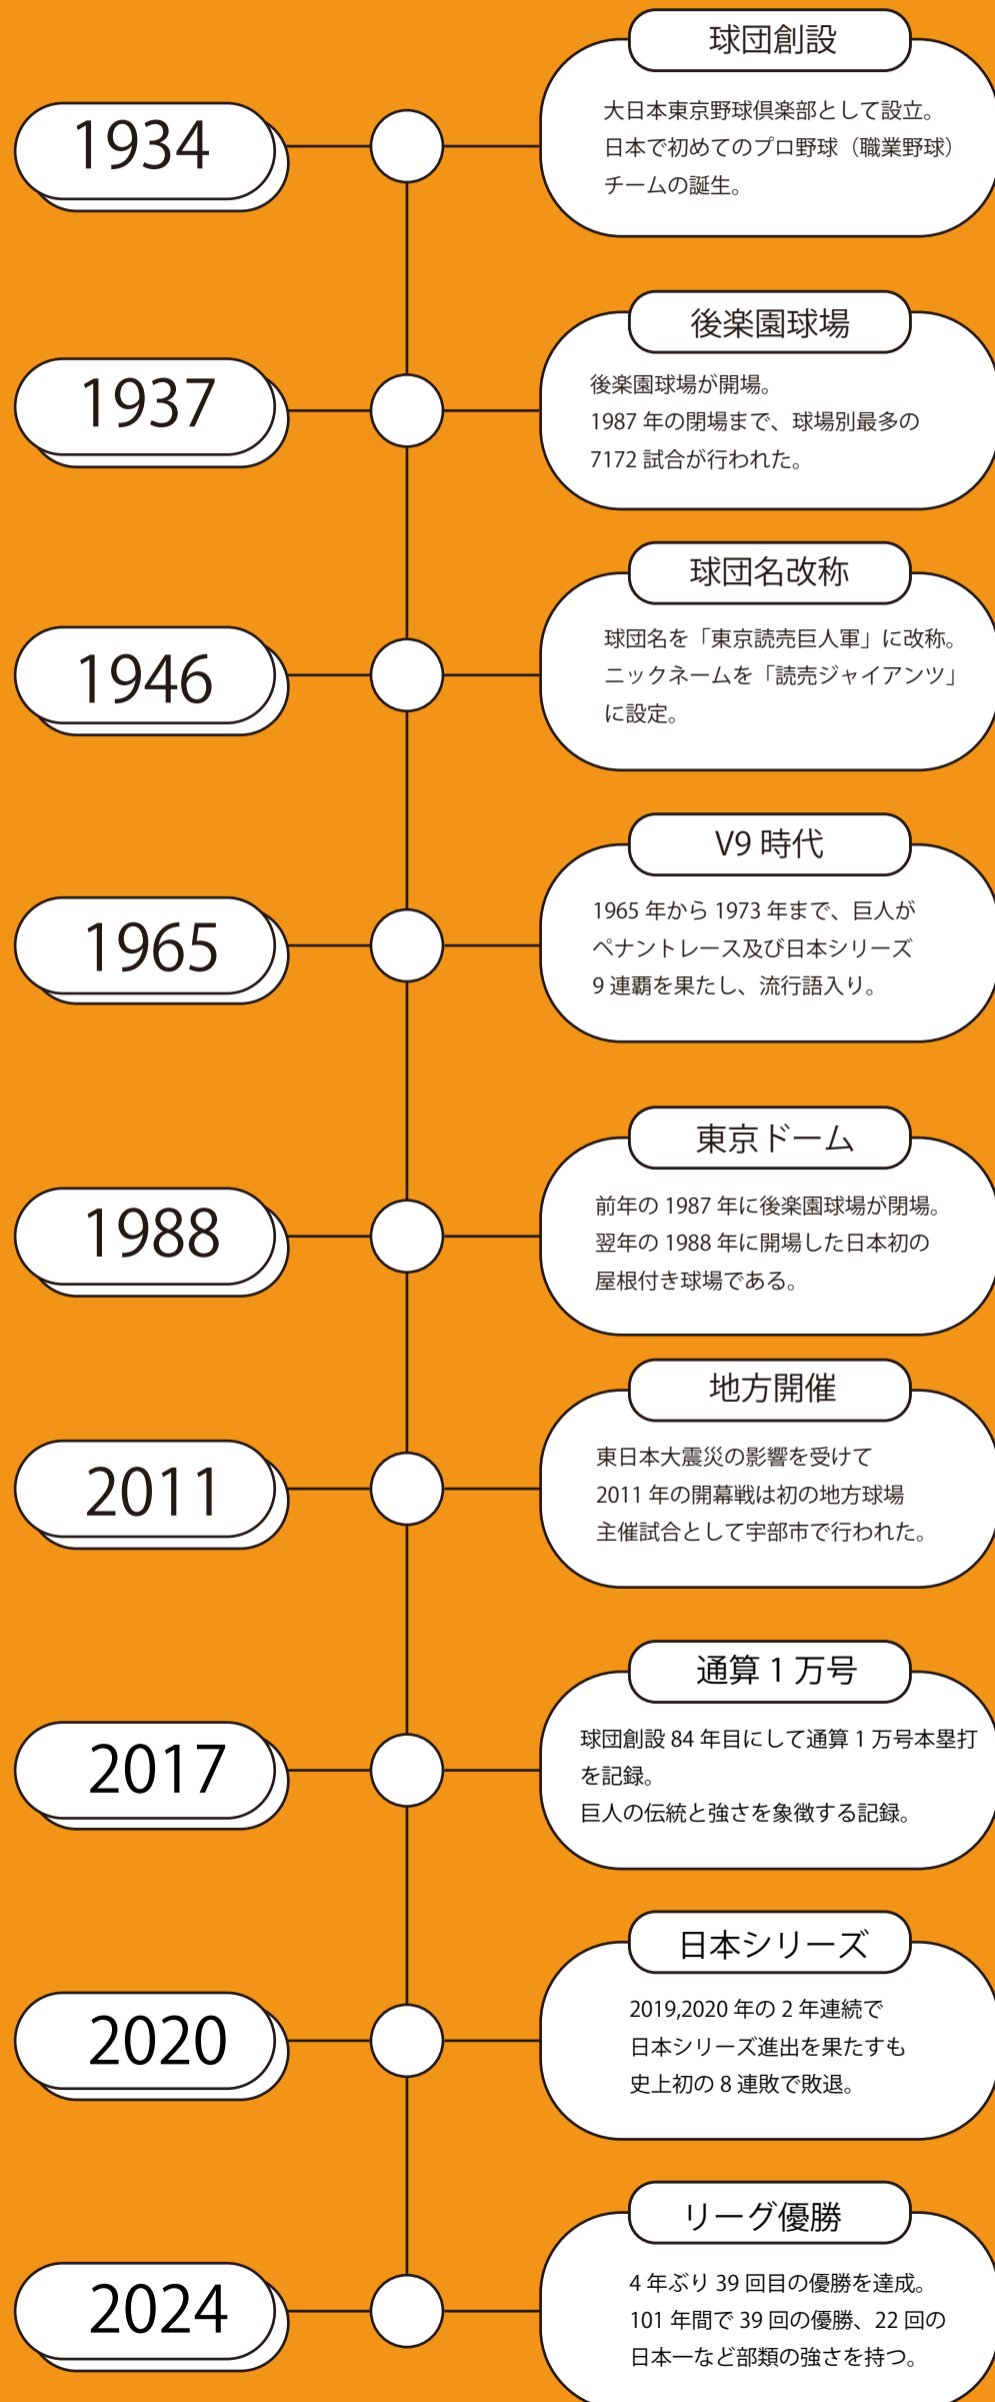 球団創設
1934
大日本東京野球倶楽部として設立。
日本で初めてのプロ野球（職業野球）
チームの誕生。
後楽園球場
1937
後楽園球場が開場。
1987 年の閉場まで、球場別最多の
7172 試合が行われた。
球団名改称
1946
球団名を「東京読売巨人軍」に改称。
ニックネームを「読売ジャイアンツ」
に設定。
V9 時代
1965
1965 年から 1973 年まで、巨人が
ペナントレース及び日本シリーズ
9 連覇を果たし、流行語入り。
東京ドーム
1988
前年の 1987 年に後楽園球場が閉場。
翌年の 1988 年に開場した日本初の
屋根付き球場である。
地方開催
2011
東日本大震災の影響を受けて
2011 年の開幕戦は初の地方球場
主催試合として宇部市で行われた。
通算 1 万号
2017
球団創設 84 年目にして通算 1 万号本塁打
を記録。
巨人の伝統と強さを象徴する記録。
日本シリーズ
2020
2019,2020 年の 2 年連続で
日本シリーズ進出を果たすも
史上初の 8 連敗で敗退。
リーグ優勝
2024
4 年ぶり 39 回目の優勝を達成。
101 年間で 39 回の優勝、22 回の
日本一など部類の強さを持つ。